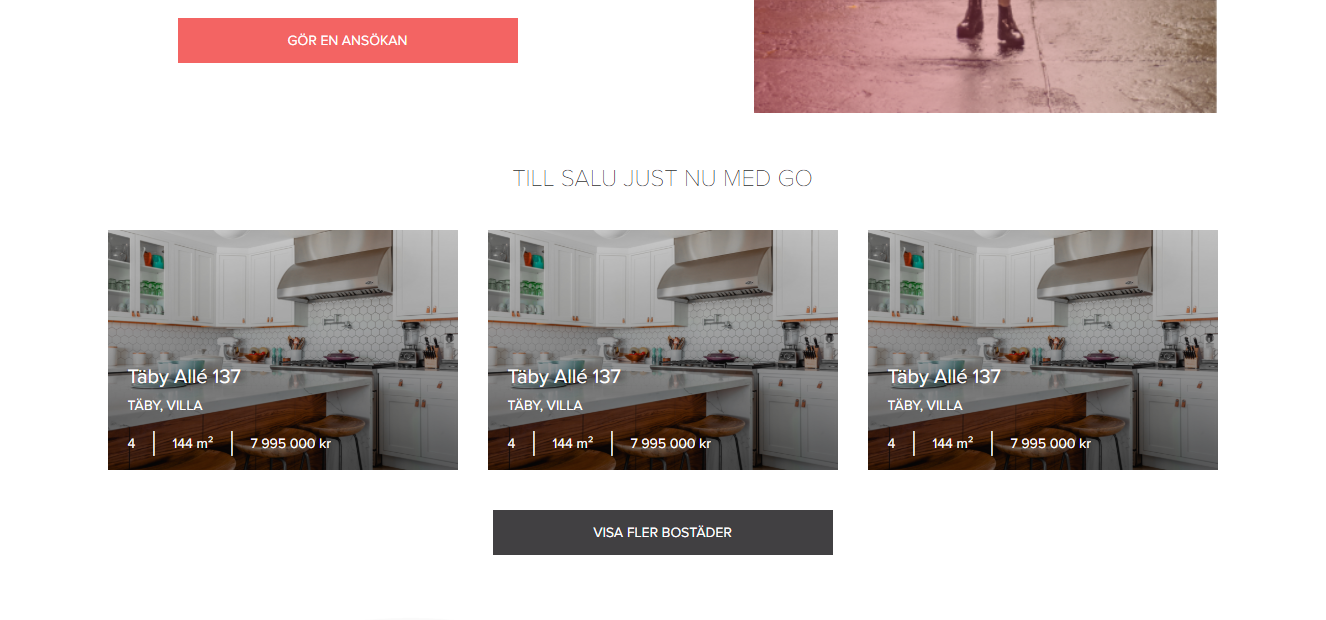 GÖR EN ANSÖKAN
TILL SALU JUST NU MED GO
Täby Allé 137
TÄBY, VILLA
4 144 m² 7 995 000 kr
Täby Allé 137
TÄBY, VILLA
4 144 m² 7 995 000 kr
Täby Allé 137
TÄBY, VILLA
4 144 m² 7 995 000 kr
VISA FLER BOSTÄDER